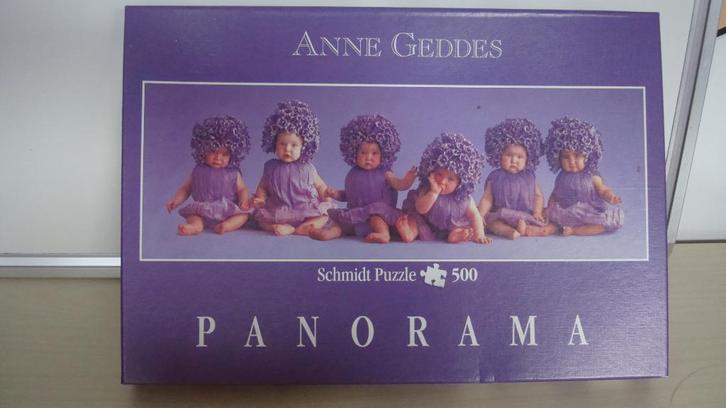 ANNE GEDDES
Schmidt Puzzle 500
PANORAMA